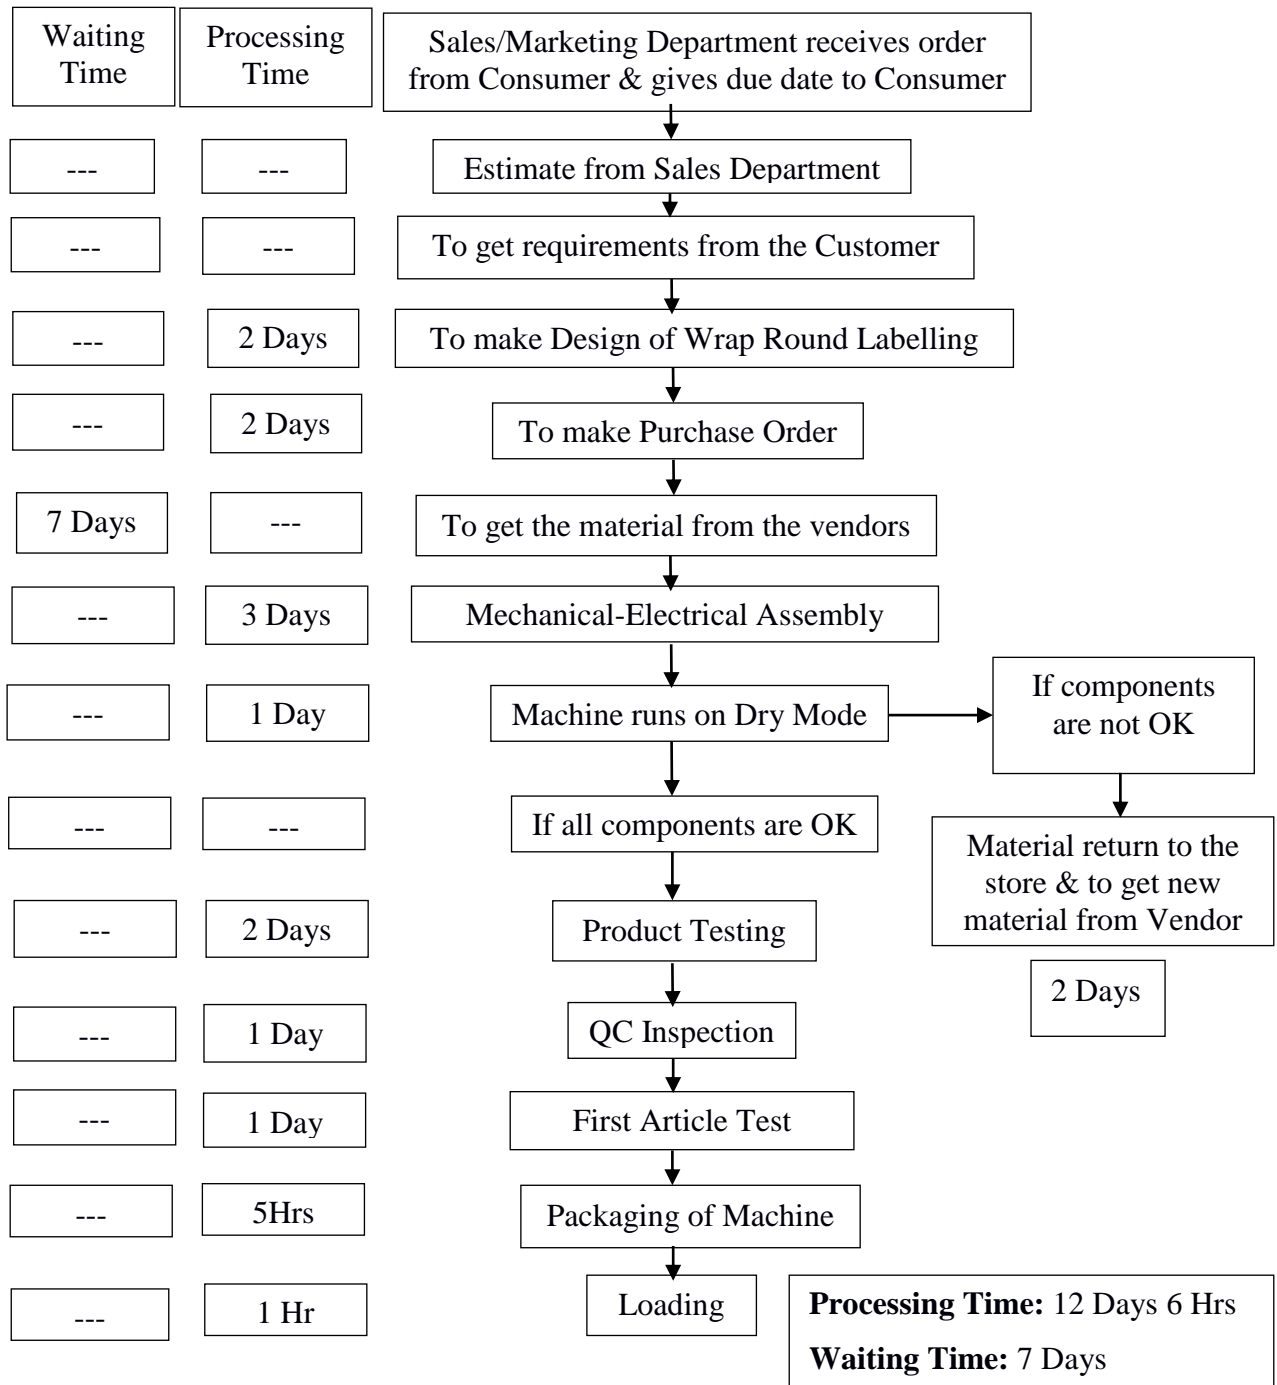 Waiting
Time
Processing
Time
Sales/Marketing Department receives order
from Consumer & gives due date to Consumer
---
---
Estimate from Sales Department
---
---
To get requirements from the Customer
---
2 Days
To make Design of Wrap Round Labelling
---
2 Days
To make Purchase Order
7 Days
---
To get the material from the vendors
---
3 Days
Mechanical-Electrical Assembly
---
1 Day
Machine runs on Dry Mode
If components
are not OK
---
---
If all components are OK
Material return to the
store & to get new
material from Vendor
---
2 Days
Product Testing
2 Days
---
1 Day
QC Inspection
---
1 Day
First Article Test
---
5Hrs
Packaging of Machine
---
1 Hr
Loading
Processing Time: 12 Days 6 Hrs
Waiting Time: 7 Days